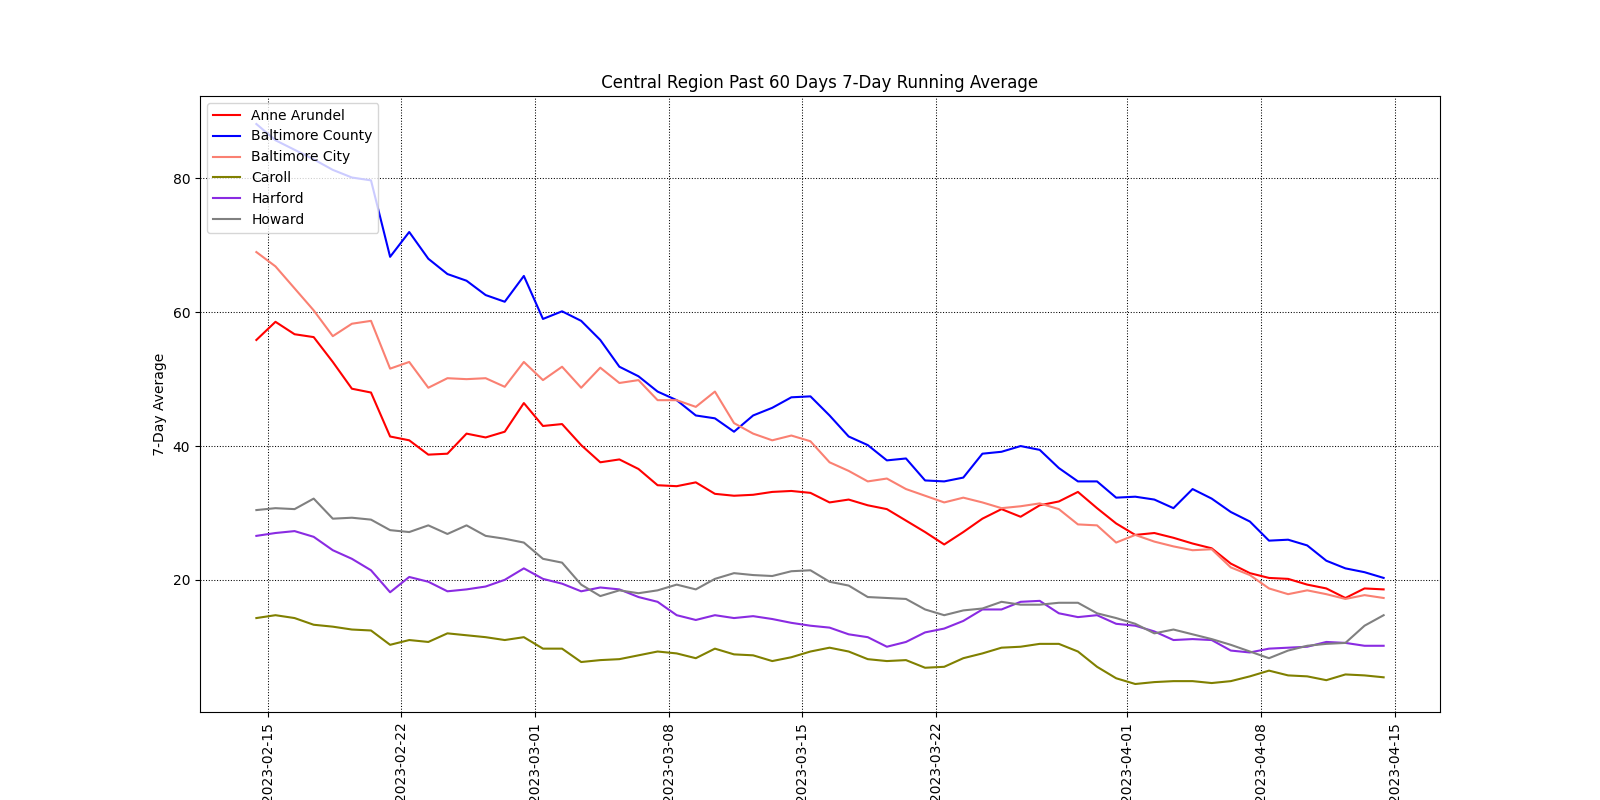 Central Region Past 60 Days 7-Day Running Average
Anne Arundel
Baltimore County
Baltimore City
Caroll
Harford
Howard
80
60
40
20
7-Day Average
2023-02-15
2023-02-22
2023-03-01
2023-03-08
2023-03-15
2023-03-22
2023-04-01
2023-04-08
2023-04-15